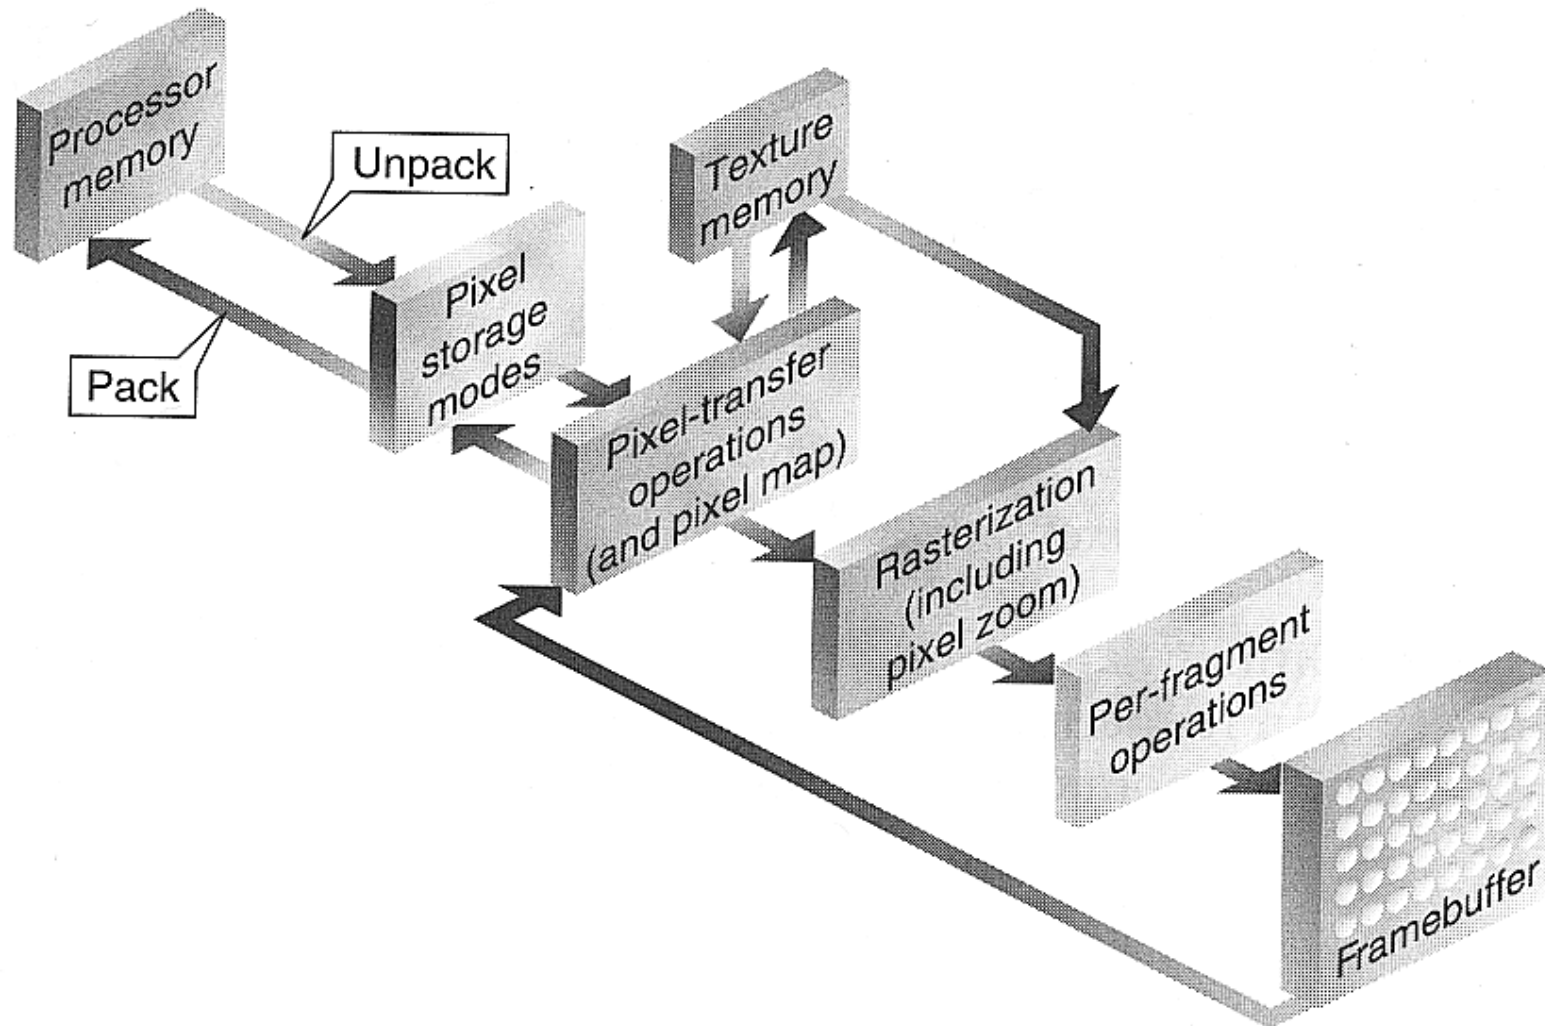 Processor
memory
Unpack
Pack
Pixel
storage
modes
Texture
memory
Pixel-transfer
operations
(and pixel map)
Rasterization
(including
pixel zoom)
Per-fragment
operations
Framebuffer